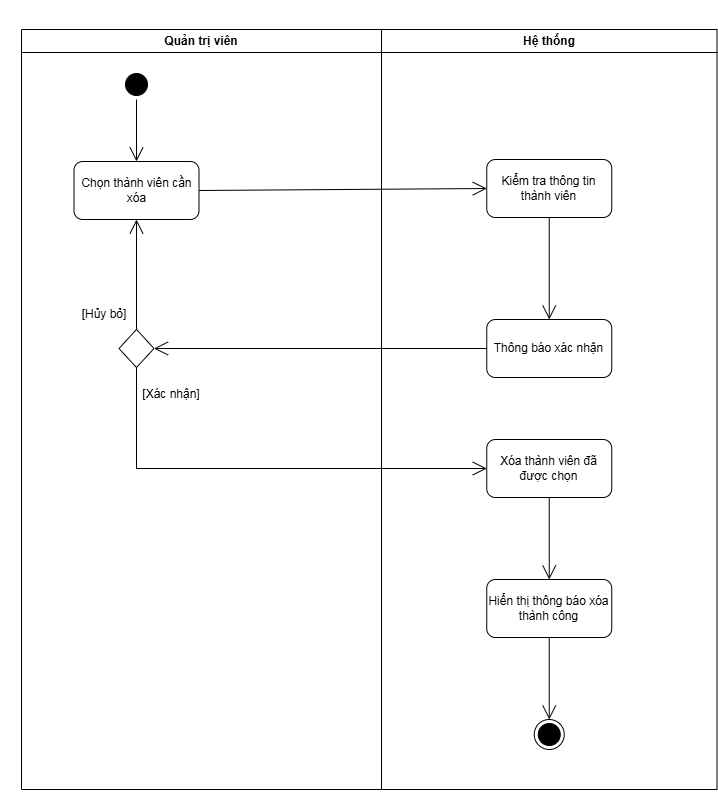 Quản trị viên
Hệ thống
Chọn thành viên cần
xóa
Kiểm tra thông tin
thành viên
[Hủy bỏ]
Thông báo xác nhận
[Xác nhận]
Xóa thành viên đã
được chọn
Hiển thị thông báo xóa
thành công